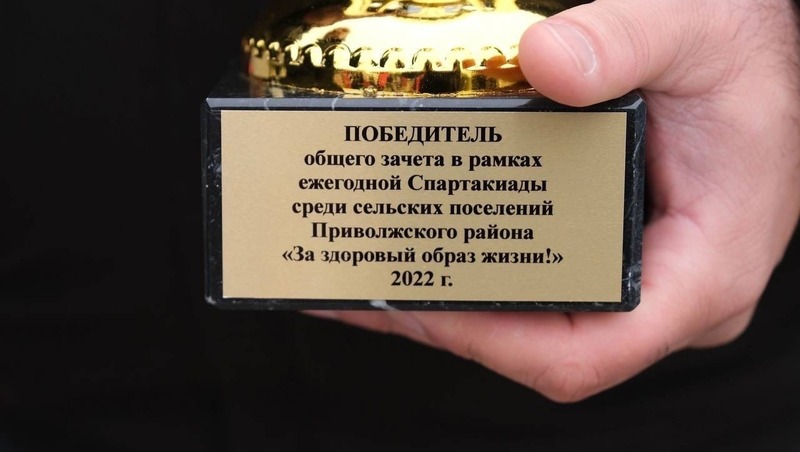 ПОБЕДИТЕЛЬ
общего зачета в рамках
ежегодной Спартакиады
среди сельских поселений
Приволжского района
«За здоровый образ жизни!»
2022 г.